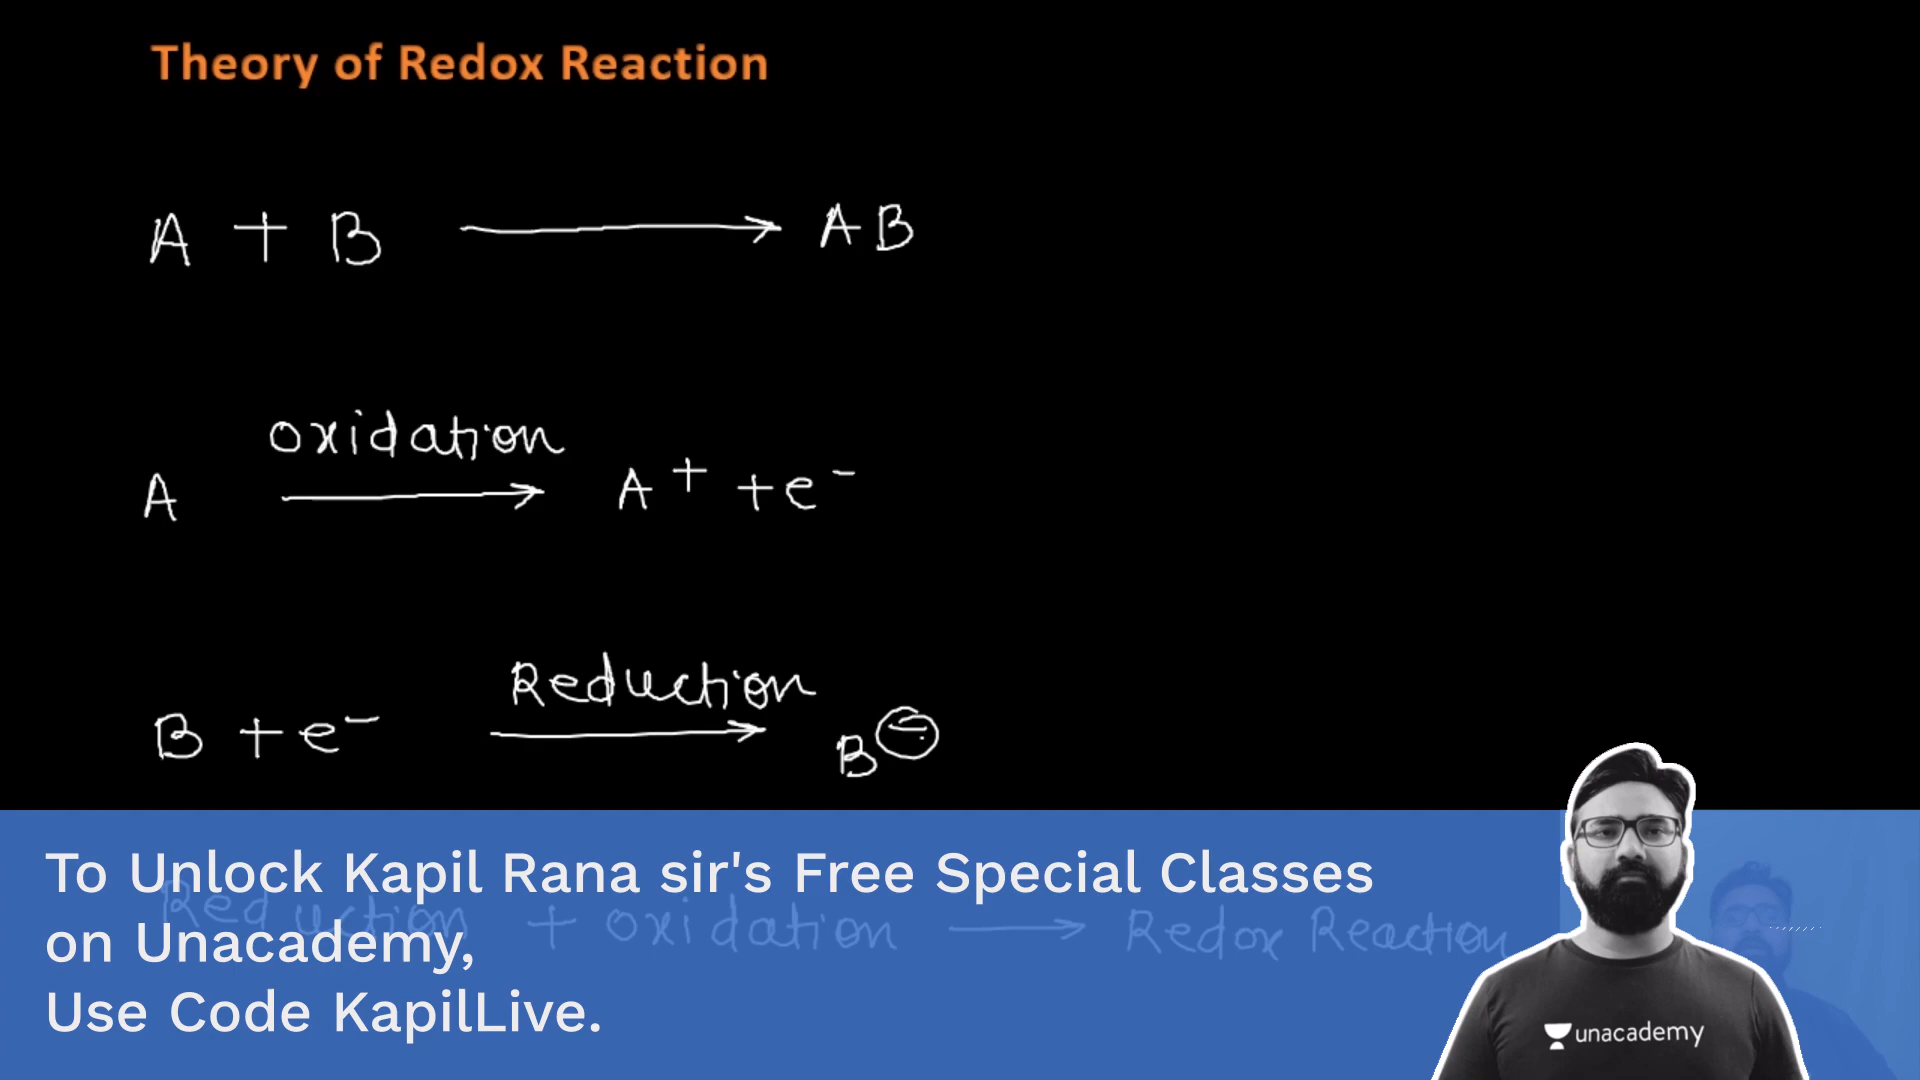 Theory of Redox Reaction
A + B ⟶ AB
oxidation
A ⟶ A⁺ + e⁻
Reduction
B + e⁻ ⟶ B⊖
To Unlock Kapil Rana sir's Free Special Classes
Reduction + oxidation ⟶ Redox Reaction
on Unacademy,
Use Code KapilLive.
unacademy